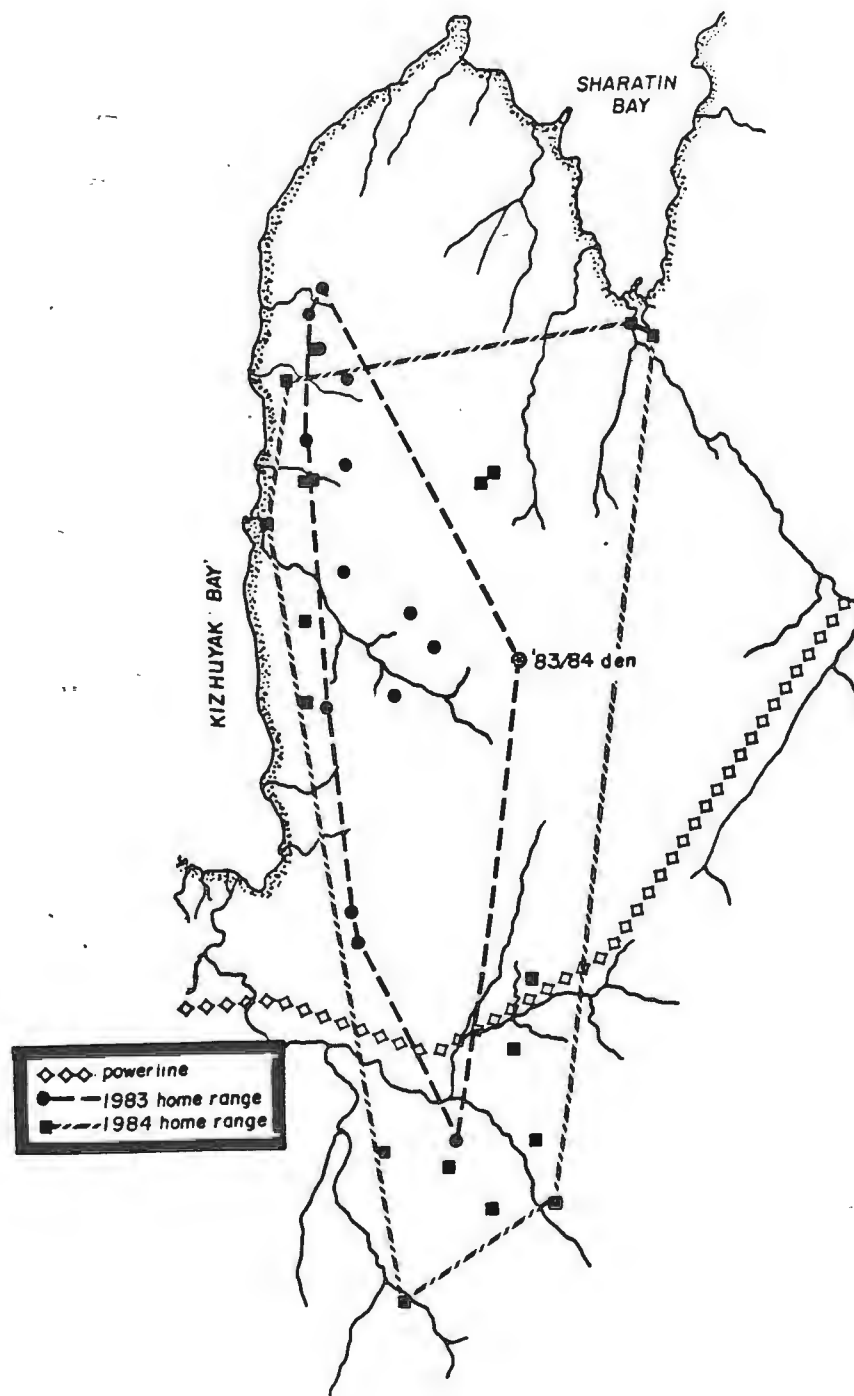 SHARATIN
BAY
KIZHUYAK BAY
'83/84 den
powerline
1983 home range
1984 home range